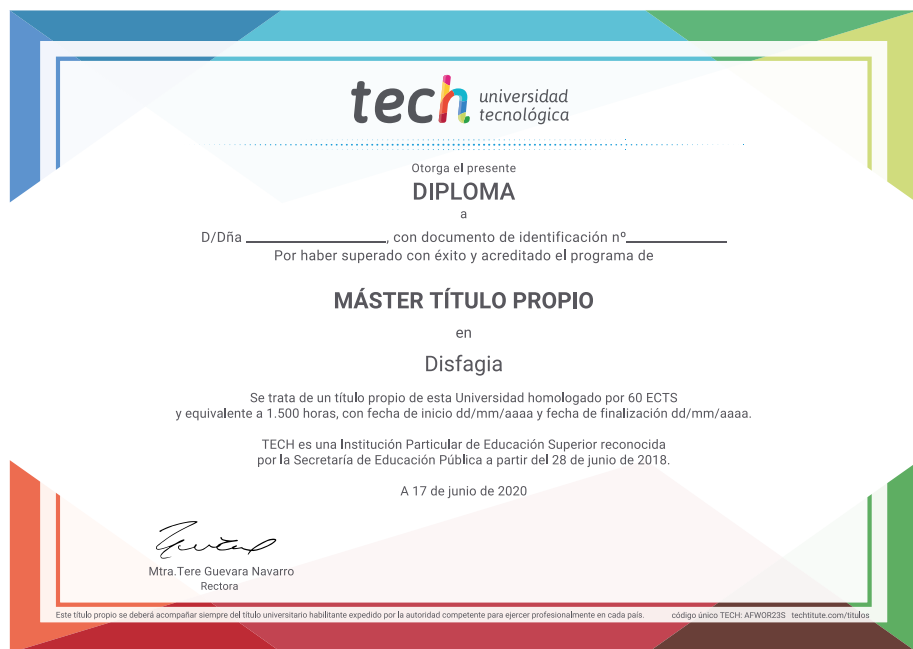 tech universidad
tecnológica
Otorga el presente
DIPLOMA
a
D/Dña ________________, con documento de identificación nº____________
Por haber superado con éxito y acreditado el programa de
MÁSTER TÍTULO PROPIO
en
Disfagia
Se trata de un título propio de esta Universidad homologado por 60 ECTS
y equivalente a 1.500 horas, con fecha de inicio dd/mm/aaaa y fecha de finalización dd/mm/aaaa.
TECH es una Institución Particular de Educación Superior reconocida
por la Secretaría de Educación Pública a partir del 28 de junio de 2018.
A 17 de junio de 2020
Mtra.Tere Guevara Navarro
Rectora
Este título propio se deberá acompañar siempre del título universitario habilitante expedido por la autoridad competente para ejercer profesionalmente en cada país. código único TECH: AFWOR23S techtitute.com/titulos